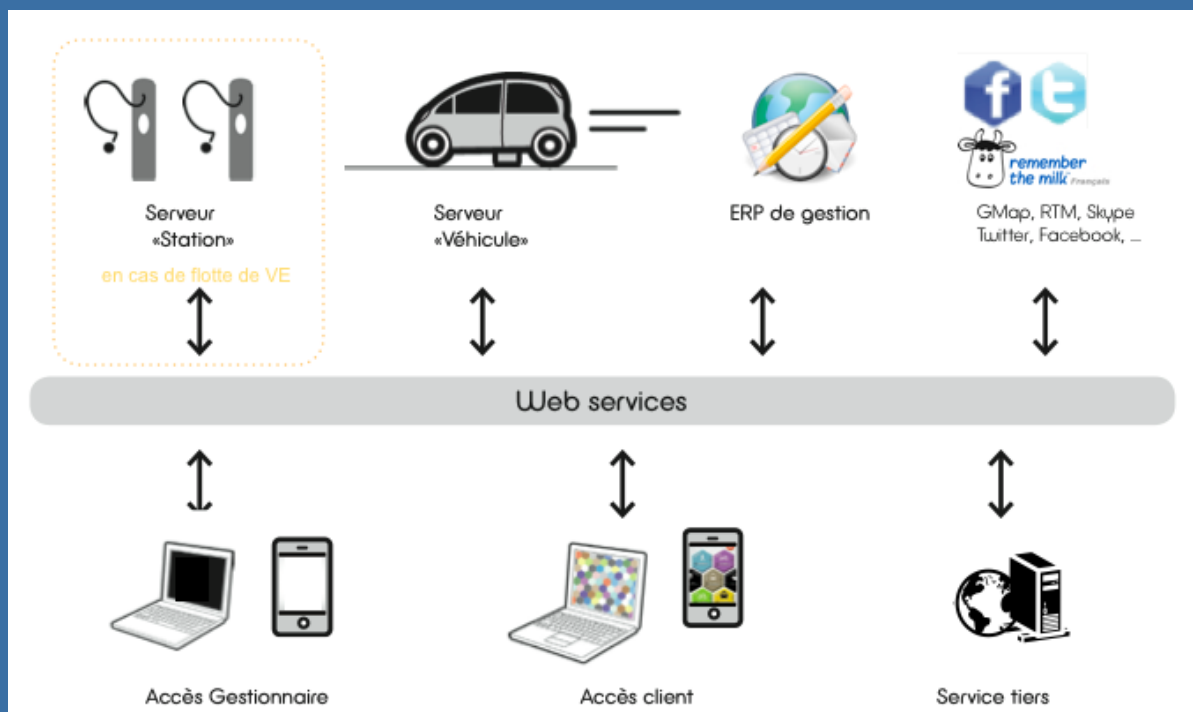 Serveur
«Station»
en cas de flotte de VE
Serveur
«Véhicule»
ERP de gestion
f
t
remember
the milk Français
GMap, RTM, Skype
Twitter, Facebook, ...
Web services
Accès Gestionnaire
Accès client
Service tiers